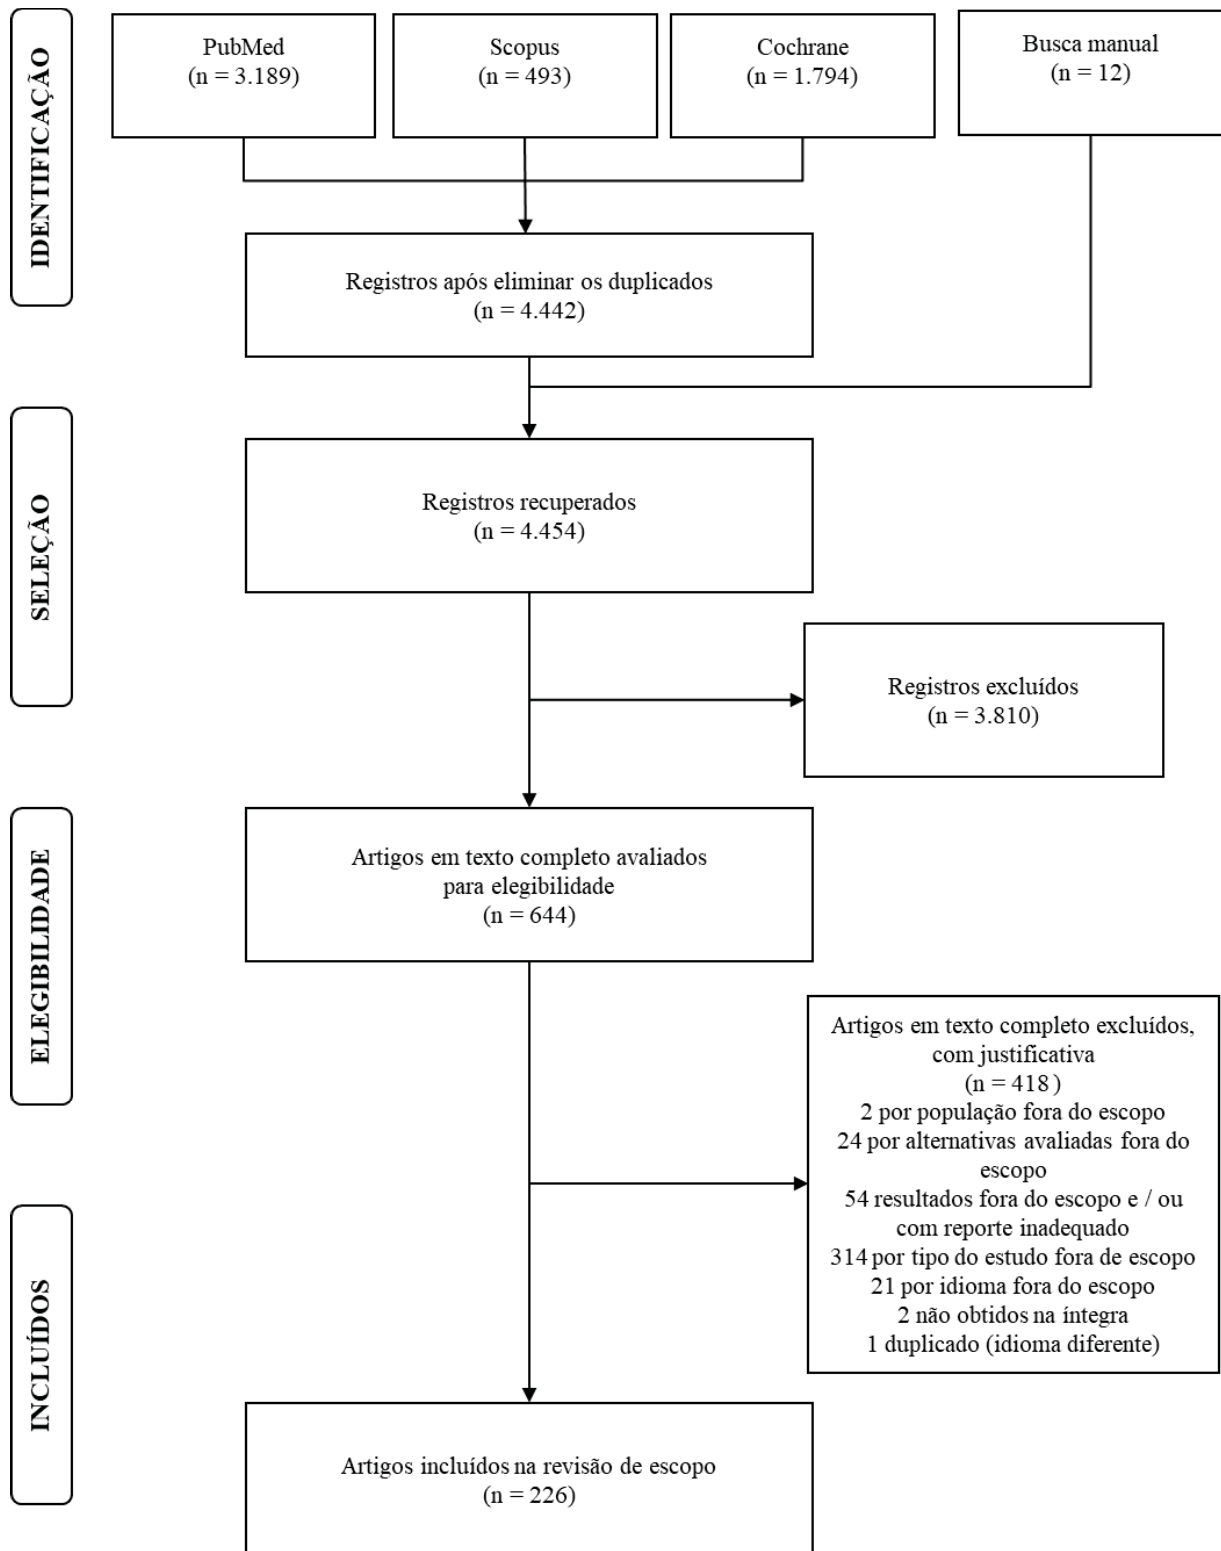 IDENTIFICAÇÃO
PubMed
(n = 3.189)
Scopus
(n = 493)
Cochrane
(n = 1.794)
Busca manual
(n = 12)
Registros após eliminar os duplicados
(n = 4.442)
SELEÇÃO
Registros recuperados
(n = 4.454)
Registros excluídos
(n = 3.810)
ELEGIBILIDADE
Artigos em texto completo avaliados
para elegibilidade
(n = 644)
Artigos em texto completo excluídos,
com justificativa
(n = 418 )
2 por população fora do escopo
24 por alternativas avaliadas fora do
escopo
54 resultados fora do escopo e / ou
com reporte inadequado
314 por tipo do estudo fora de escopo
21 por idioma fora do escopo
2 não obtidos na íntegra
1 duplicado (idioma diferente)
INCLUÍDOS
Artigos incluídos na revisão de escopo
(n = 226)